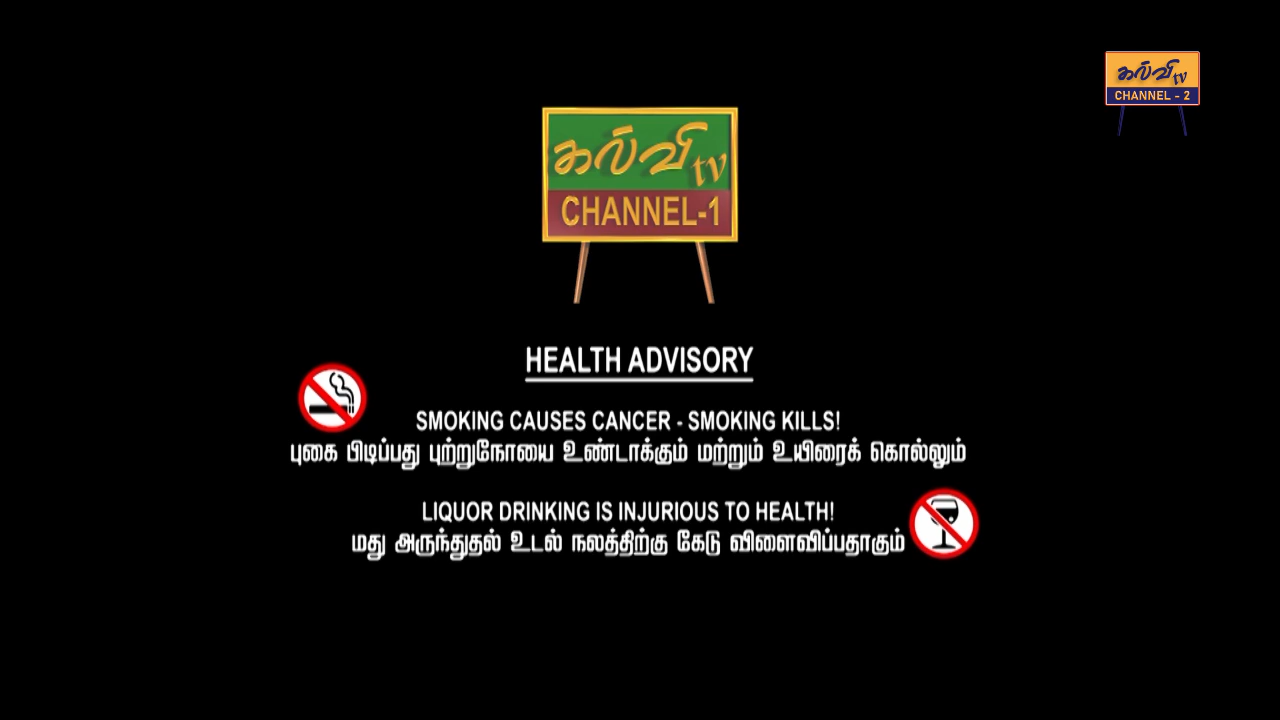 கல்வி tv
CHANNEL - 2
கல்வி tv
CHANNEL-1
HEALTH ADVISORY
SMOKING CAUSES CANCER - SMOKING KILLS!
புகை பிடிப்பது புற்றுநோயை உண்டாக்கும் மற்றும் உயிரைக் கொல்லும்
LIQUOR DRINKING IS INJURIOUS TO HEALTH!
மது அருந்துதல் உடல் நலத்திற்கு கேடு விளைவிப்பதாகும்